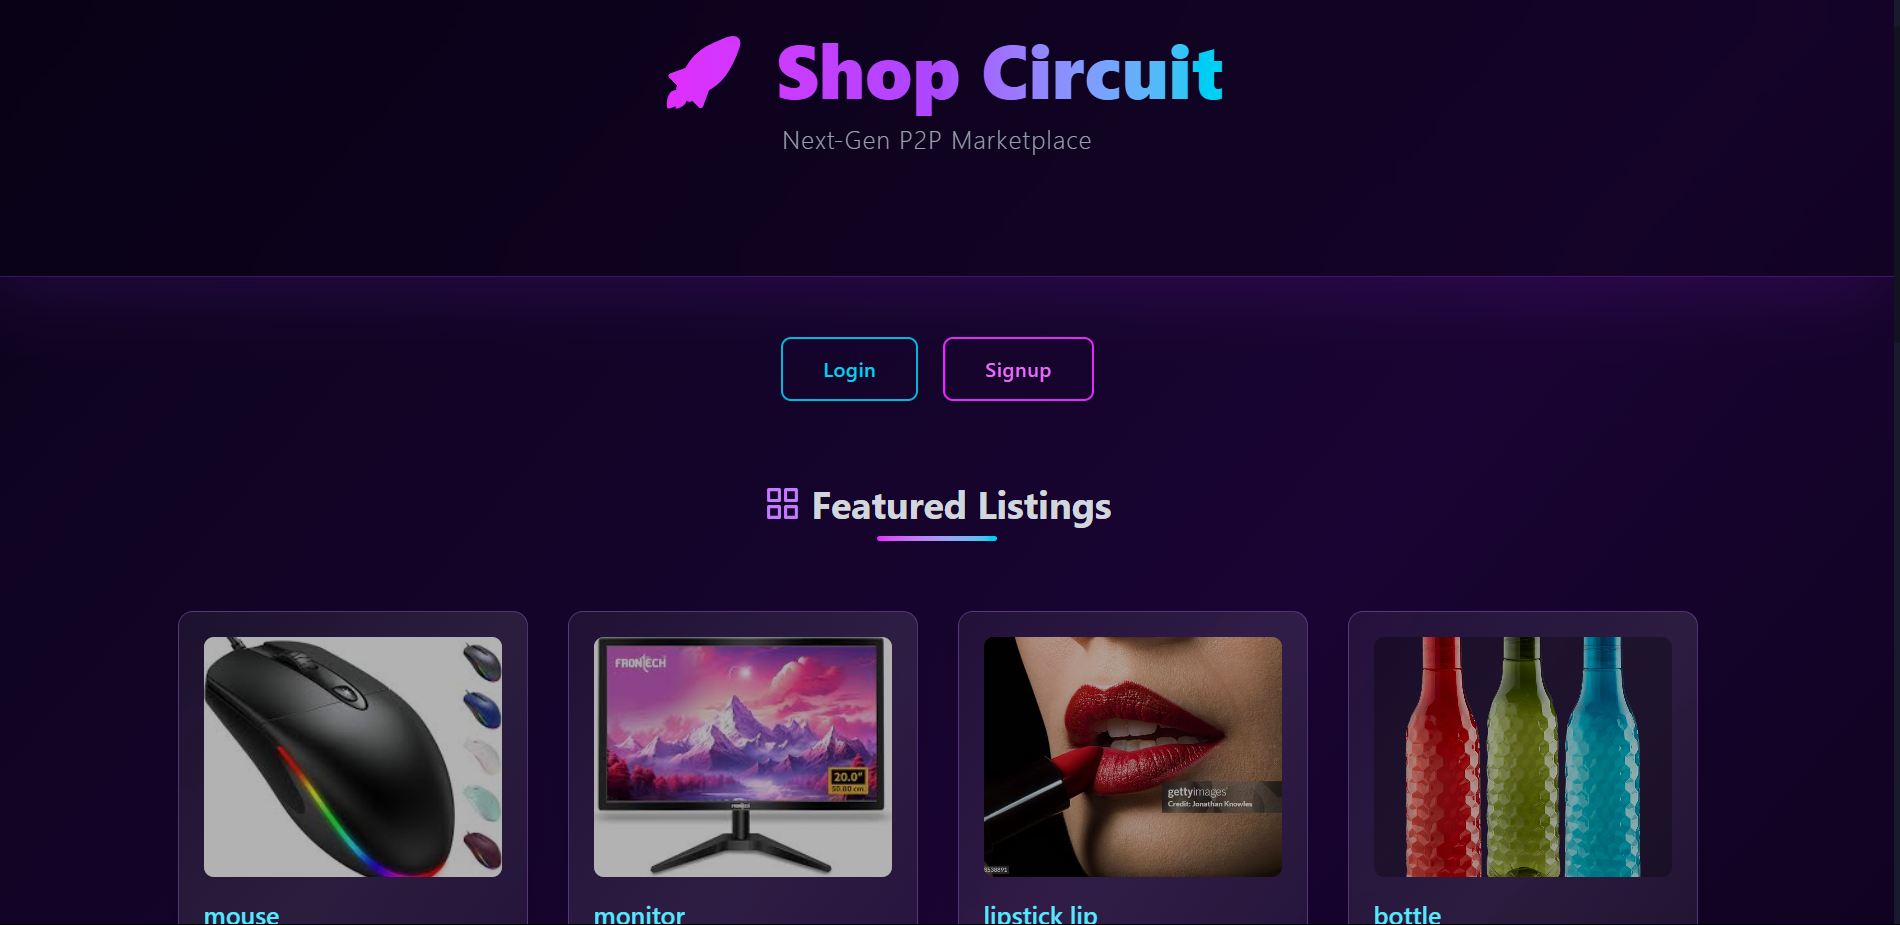 Shop Circuit
Next-Gen P2P Marketplace
Login
Signup
Featured Listings
FRONTECH
20.0"
50.80 cm.
FRONTECH
gettyimages
Credit: Jonathan Knowles
mouse
monitor
lipstick lip
bottle